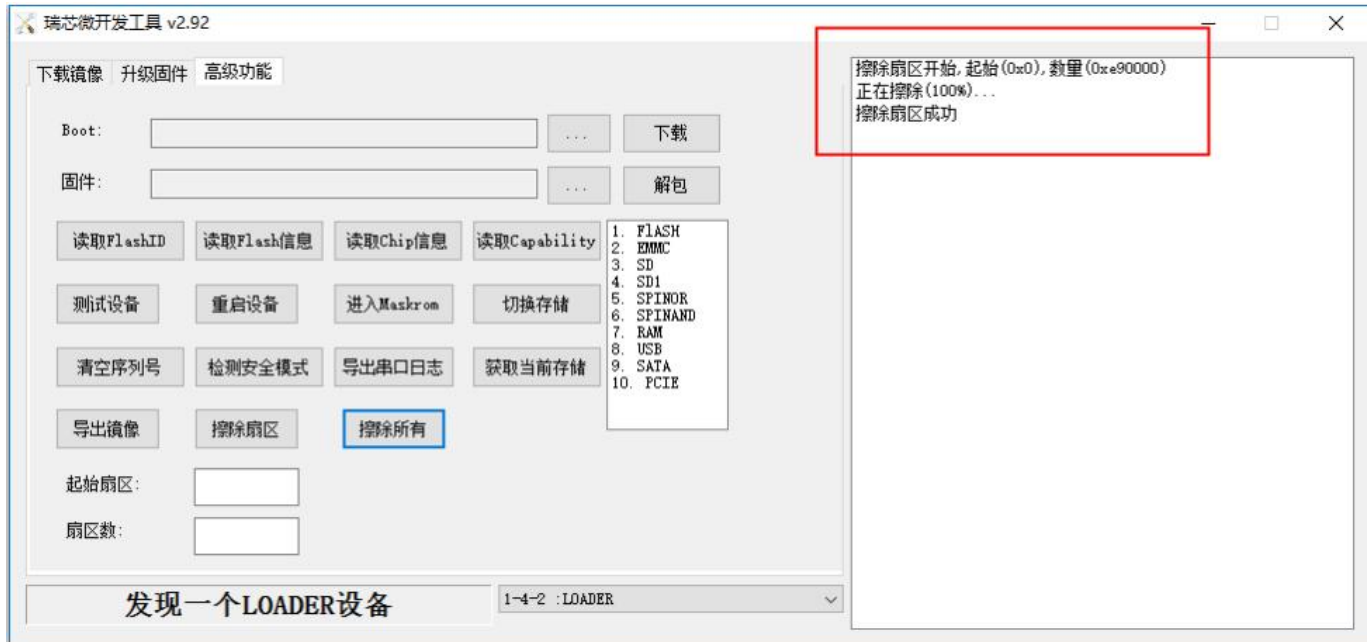 瑞芯微开发工具 v2.92
下载镜像 升级固件 高级功能
Boot: ... 下载
固件: ... 解包
读取FlashID 读取Flash信息 读取Chip信息 读取Capability
测试设备 重启设备 进入Maskrom 切换存储
清空序列号 检测安全模式 导出串口日志 获取当前存储
导出镜像 擦除扇区 擦除所有
1. FlASH
2. EMMC
3. SD
4. SD1
5. SPINOR
6. SPINAND
7. RAM
8. USB
9. SATA
10. PCIE
起始扇区:
扇区数:
发现一个LOADER设备
1-4-2 :LOADER
擦除扇区开始,起始(0x0),数量(0xe90000)
正在擦除(100%)...
擦除扇区成功